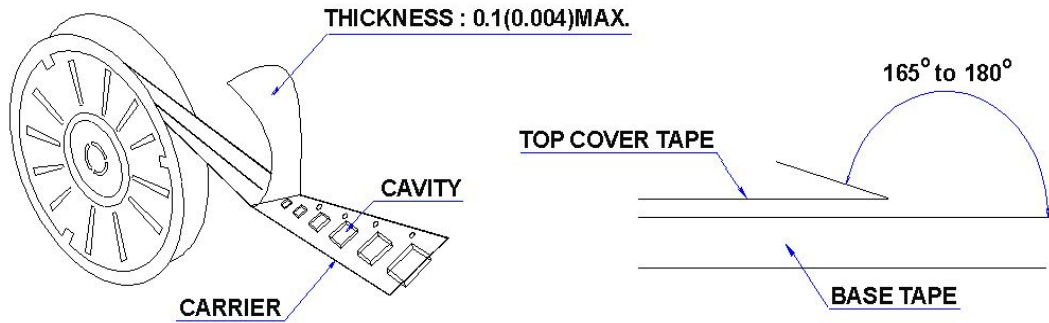 THICKNESS : 0.1(0.004)MAX.
CAVITY
CARRIER
165° to 180°
TOP COVER TAPE
BASE TAPE